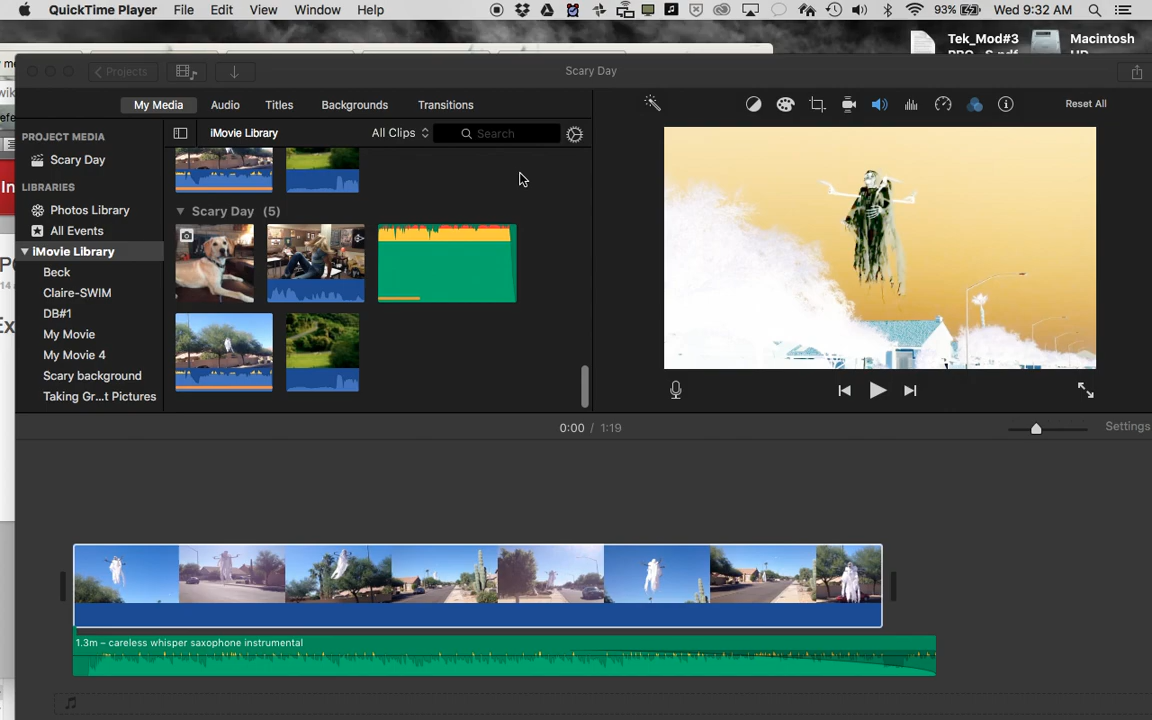 QuickTime Player File Edit View Window Help 93% Wed 9:32 AM
Tek_Mod#3 Macintosh
Projects Scary Day
My Media Audio Titles Backgrounds Transitions Reset All
PROJECT MEDIA iMovie Library All Clips Search
Scary Day
LIBRARIES
Photos Library
Scary Day (5)
All Events
iMovie Library
Beck
Claire-SWIM
DB#1
My Movie
My Movie 4
Scary background
Taking Gr...t Pictures
0:00 / 1:19 Settings
1.3m – careless whisper saxophone instrumental